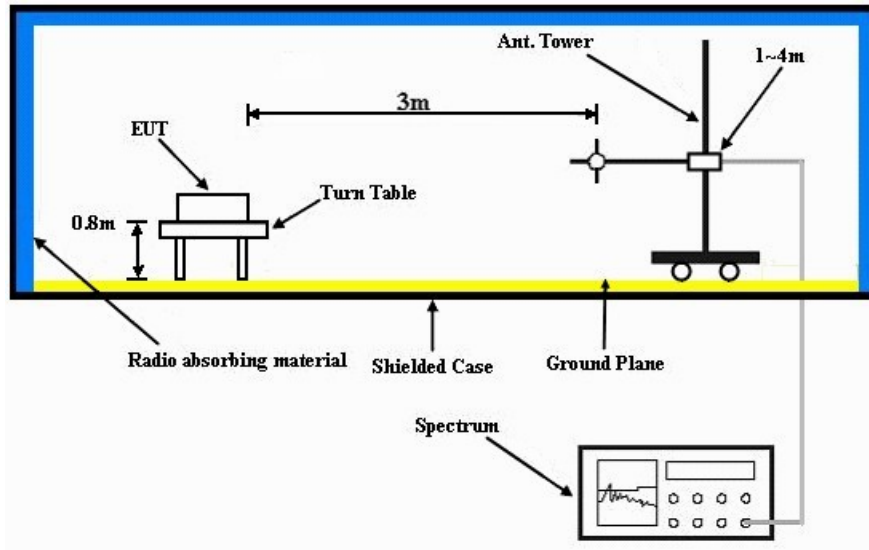 Ant. Tower
1~4m
3m
EUT
Turn Table
0.8m
Radio absorbing material
Shielded Case
Ground Plane
Spectrum